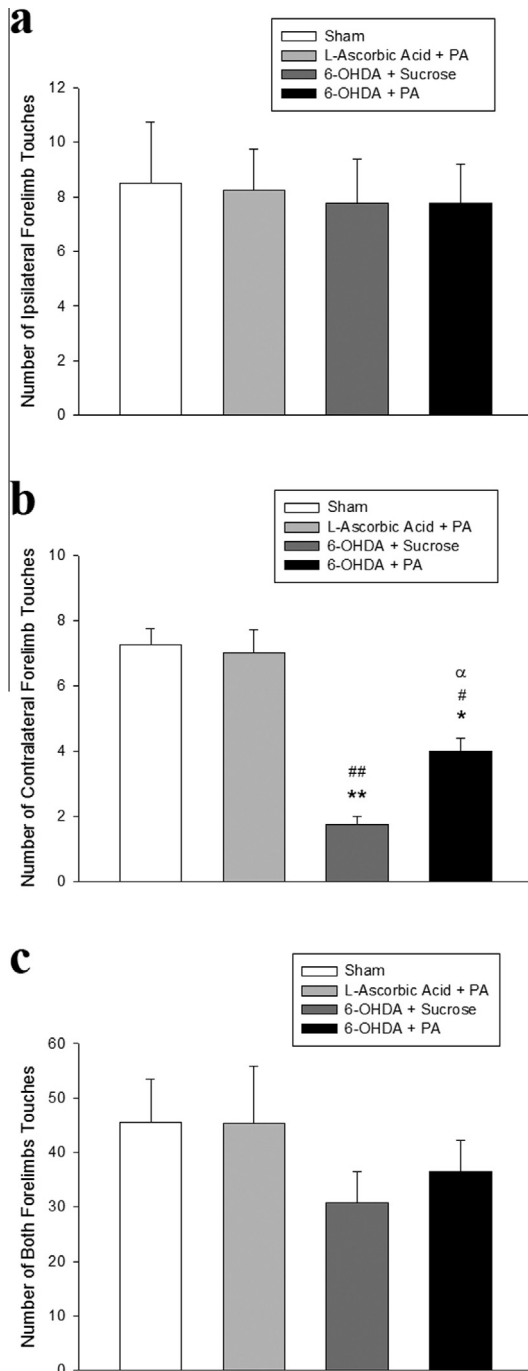 a
Sham
L-Ascorbic Acid + PA
6-OHDA + Sucrose
6-OHDA + PA
Number of Ipsilateral Forelimb Touches
12
10
8
6
4
2
0
b
Sham
L-Ascorbic Acid + PA
6-OHDA + Sucrose
6-OHDA + PA
Number of Contralateral Forelimb Touches
10
8
6
4
2
0
##
**
α
#
*
c
Sham
L-Ascorbic Acid + PA
6-OHDA + Sucrose
6-OHDA + PA
Number of Both Forelimbs Touches
60
50
40
30
20
10
0